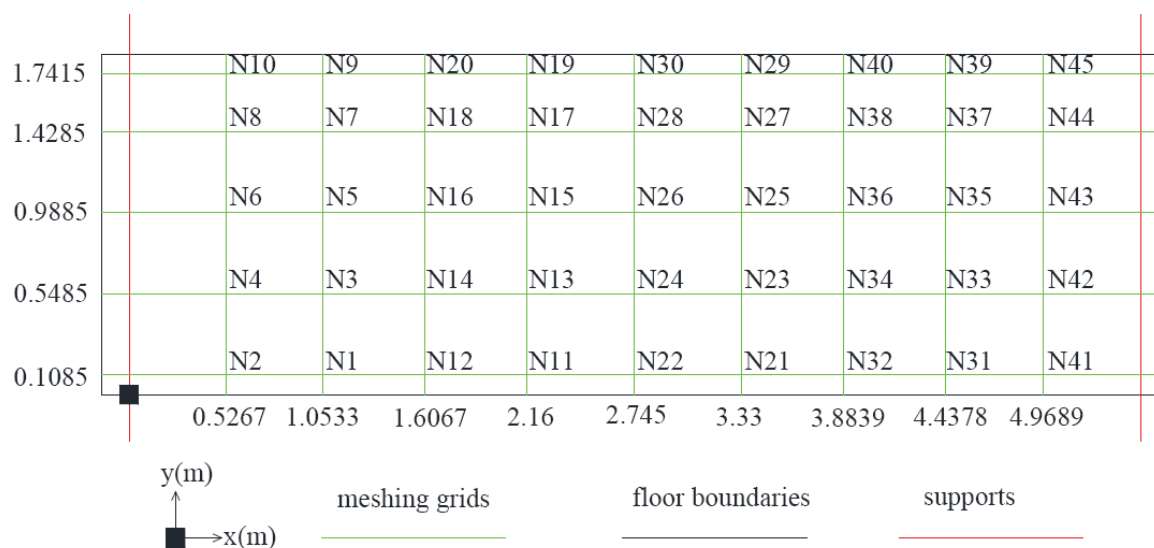 1.7415 N10 N9 N20 N19 N30 N29 N40 N39 N45
1.4285 N8 N7 N18 N17 N28 N27 N38 N37 N44
0.9885 N6 N5 N16 N15 N26 N25 N36 N35 N43
0.5485 N4 N3 N14 N13 N24 N23 N34 N33 N42
0.1085 N2 N1 N12 N11 N22 N21 N32 N31 N41
0.5267 1.0533 1.6067 2.16 2.745 3.33 3.8839 4.4378 4.9689
y(m)
meshing grids floor boundaries supports
x(m)